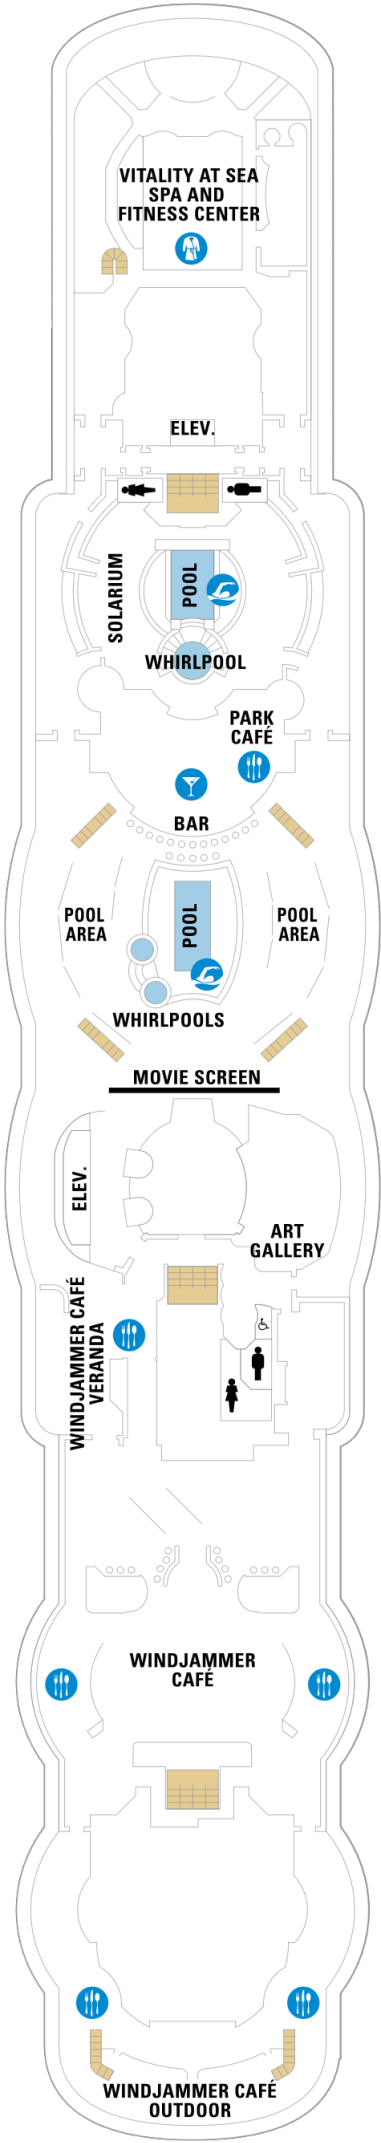 VITALITY AT SEA
SPA AND
FITNESS CENTER
ELEV.
SOLARIUM
POOL
WHIRLPOOL
PARK
CAFÉ
BAR
POOL
AREA
POOL
POOL
AREA
WHIRLPOOLS
MOVIE SCREEN
ELEV.
ART
GALLERY
WINDJAMMER CAFÉ
VERANDA
WINDJAMMER
CAFÉ
WINDJAMMER CAFÉ
OUTDOOR